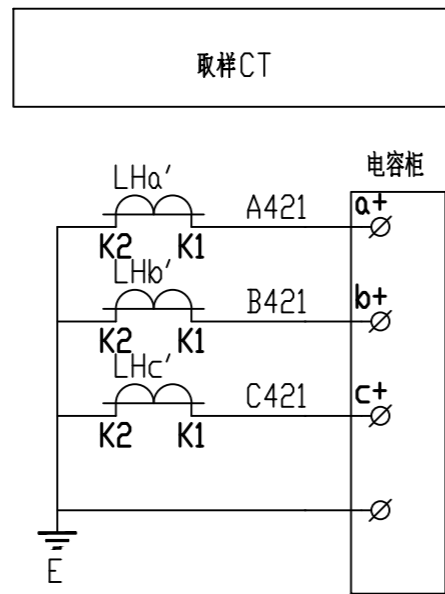 取样CT
电容柜
LHa′
A421
a+
K2
K1
LHb′
B421
b+
K2
K1
LHc′
C421
c+
K2
K1
E